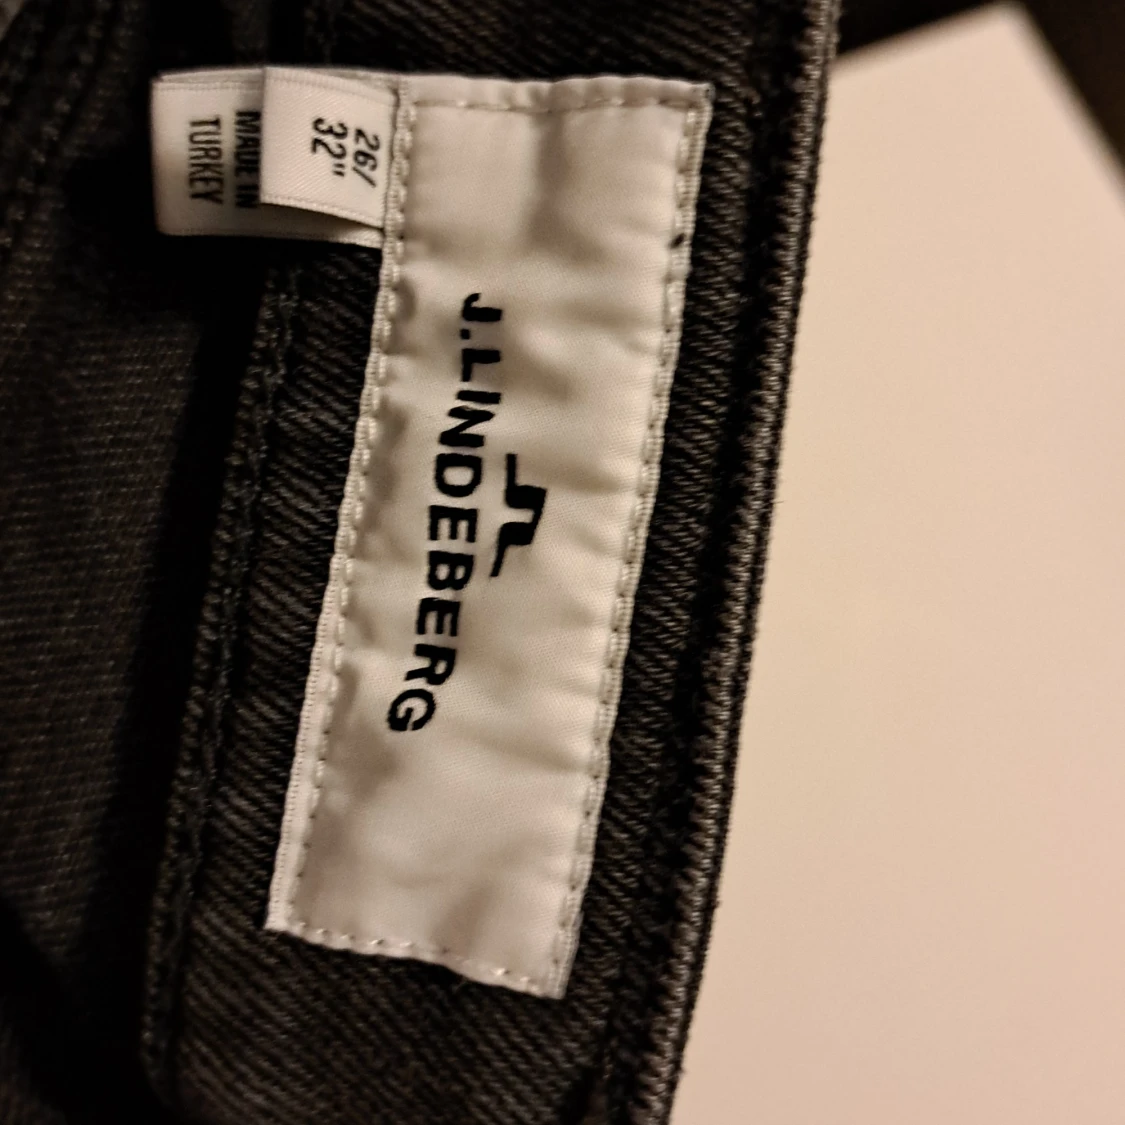 J.LINDEBERG
26/
32"
MADE IN
TURKEY